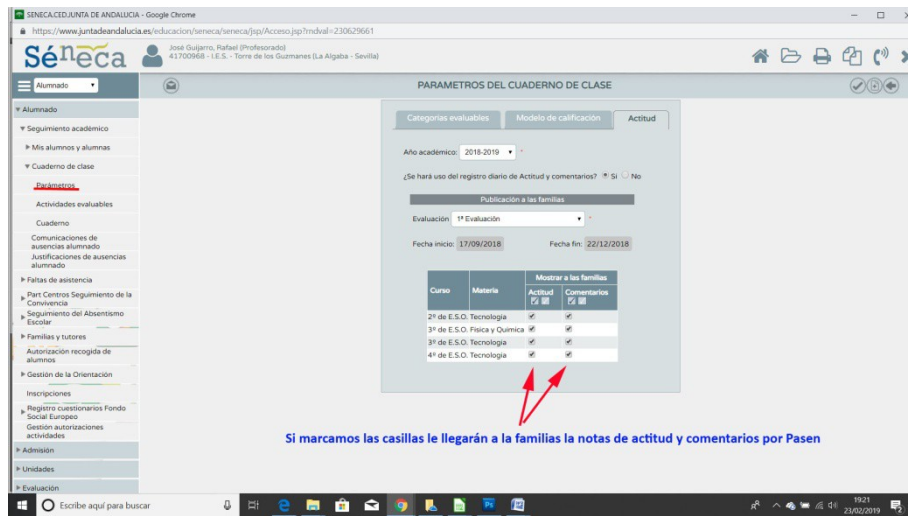 SENECA.CED.JUNTA DE ANDALUCIA - Google Chrome
https://www.juntadeandalucia.es/educacion/seneca/seneca/jsp/Acceso.jsp?rndval=230629661
Séneca
José Guijarro, Rafael (Profesorado)
41700968 - I.E.S. - Torre de los Guzmanes (La Algaba - Sevilla)
Alumnado
PARAMETROS DEL CUADERNO DE CLASE
Alumnado
Seguimiento académico
Mis alumnos y alumnas
Cuaderno de clase
Parámetros
Actividades evaluables
Cuaderno
Comunicaciones de
ausencias alumnado
Justificaciones de ausencias
alumnado
Faltas de asistencia
Part Centros Seguimiento de la
Convivencia
Seguimiento del Absentismo
Escolar
Familias y tutores
Autorización recogida de
alumnos
Gestión de la Orientación
Inscripciones
Registro cuestionarios Fondo
Social Europeo
Gestión autorizaciones
actividades
Admisión
Unidades
Evaluación
Categorías evaluables Modelo de calificación Actitud
Año académico: 2018-2019 *
¿Se hará uso del registro diario de Actitud y comentarios? Si No
Publicación a las familias
Evaluación 1ª Evaluación *
Fecha inicio: 17/09/2018 Fecha fin: 22/12/2018
Mostrar a las familias
Curso Materia Actitud Comentarios
2º de E.S.O. Tecnología
3º de E.S.O. Física y Química
3º de E.S.O. Tecnología
4º de E.S.O. Tecnología
Si marcamos las casillas le llegarán a la familias la notas de actitud y comentarios por Pasen
Escribe aquí para buscar
19:21
23/02/2019